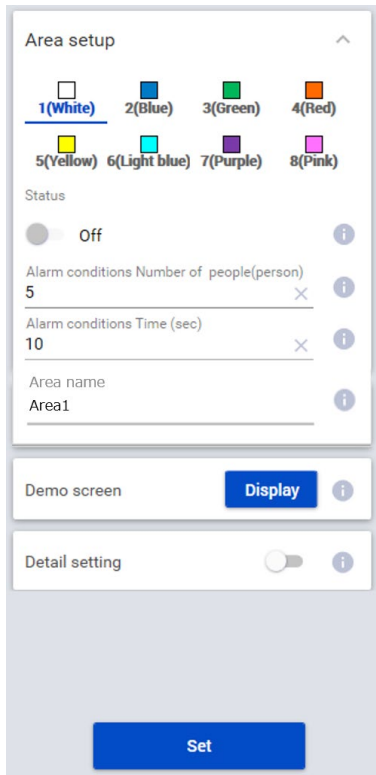 Area setup
1(White) 2(Blue) 3(Green) 4(Red)
5(Yellow) 6(Light blue) 7(Purple) 8(Pink)
Status
Off
Alarm conditions Number of people(person)
5
Alarm conditions Time (sec)
10
Area name
Area1
Demo screen Display
Detail setting
Set